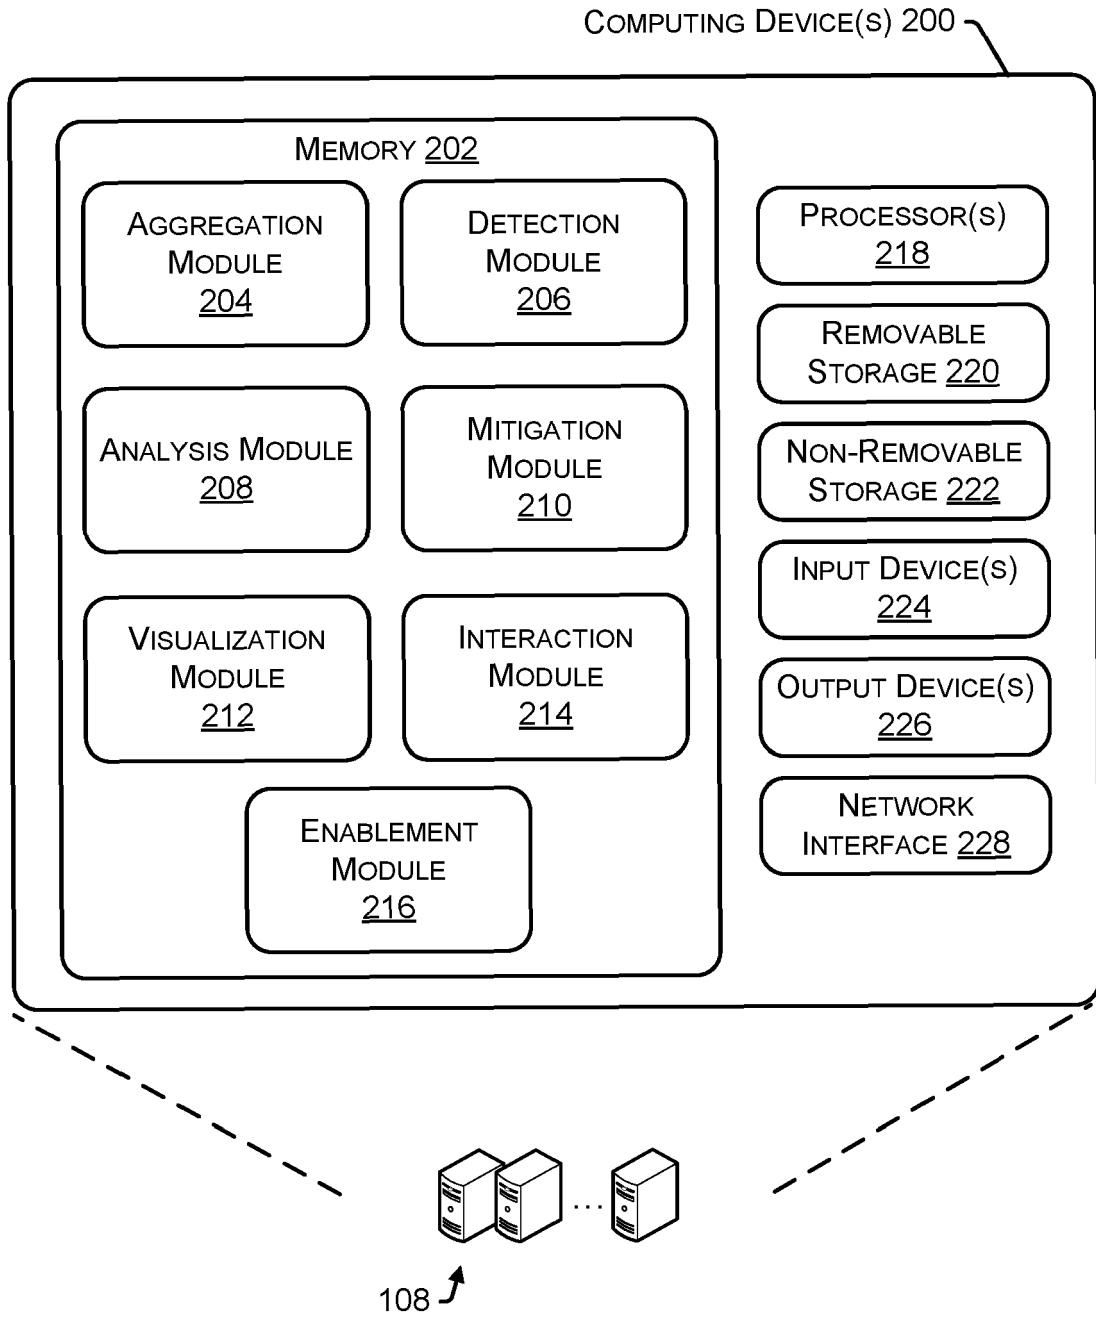 COMPUTING DEVICE(S) 200
MEMORY 202
AGGREGATION
MODULE
204
DETECTION
MODULE
206
ANALYSIS MODULE
208
MITIGATION
MODULE
210
VISUALIZATION
MODULE
212
INTERACTION
MODULE
214
ENABLEMENT
MODULE
216
PROCESSOR(S)
218
REMOVABLE
STORAGE 220
NON-REMOVABLE
STORAGE 222
INPUT DEVICE(S)
224
OUTPUT DEVICE(S)
226
NETWORK
INTERFACE 228
...
108